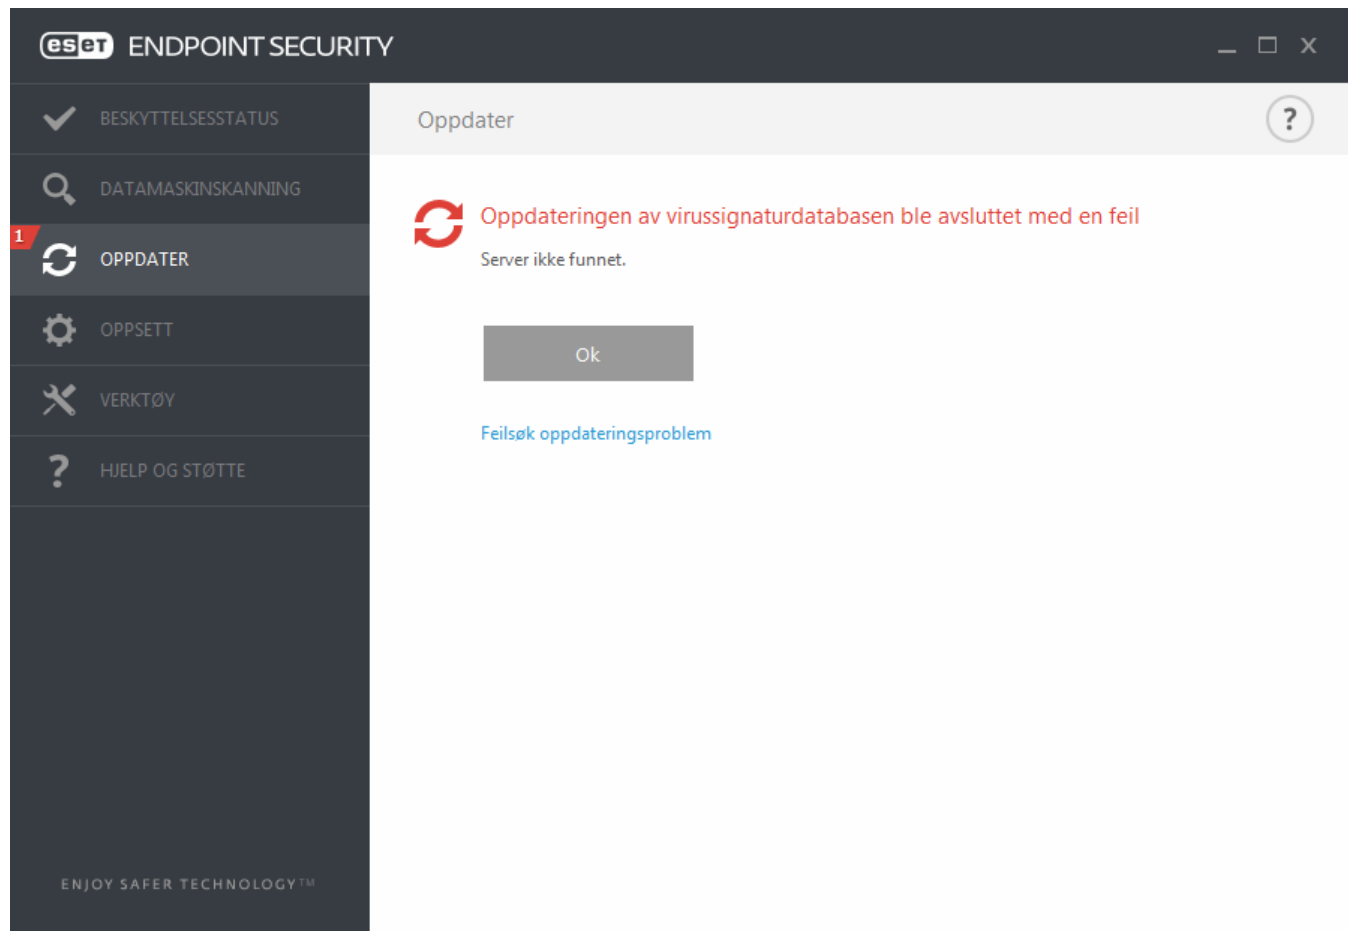 eset ENDPOINT SECURITY
BESKYTTELSESSTATUS
DATAMASKINSKANNING
1
OPPDATER
OPPSETT
VERKTØY
HJELP OG STØTTE
ENJOY SAFER TECHNOLOGY™
Oppdater
?
Oppdateringen av virussignaturdatabasen ble avsluttet med en feil
Server ikke funnet.
Ok
Feilsøk oppdateringsproblem